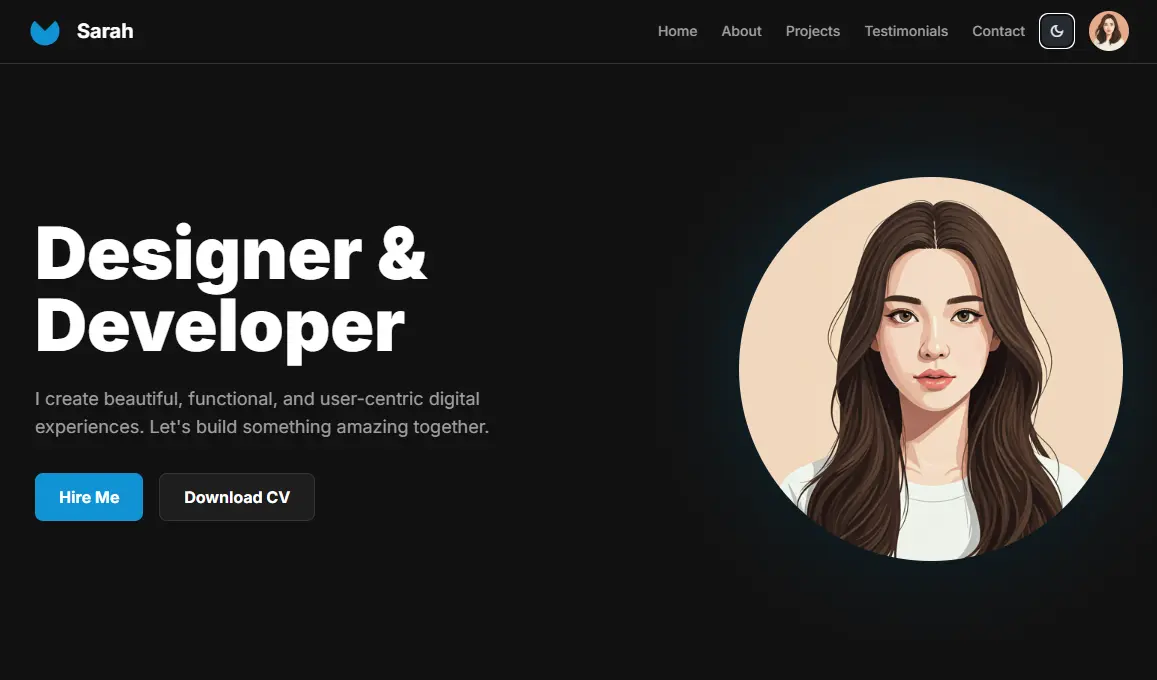 Sarah
Home About Projects Testimonials Contact
Designer &
Developer
I create beautiful, functional, and user-centric digital
experiences. Let's build something amazing together.
Hire Me Download CV